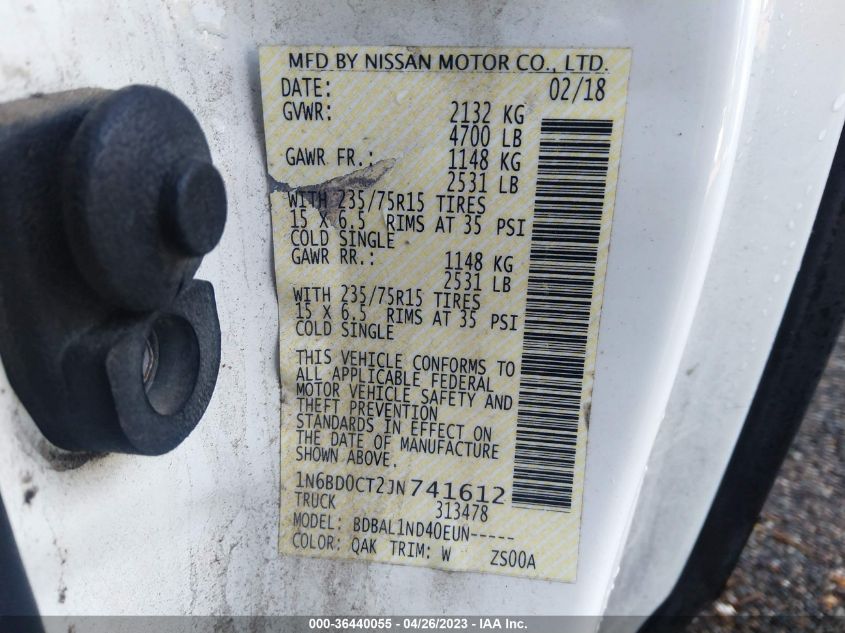 MFD BY NISSAN MOTOR CO., LTD.
DATE: 02/18
GVWR: 2132 KG
4700 LB
GAWR FR.: 1148 KG
2531 LB
WITH 235/75R15 TIRES
15 X 6.5 RIMS AT 35 PSI
COLD SINGLE
GAWR RR.: 1148 KG
2531 LB
WITH 235/75R15 TIRES
15 X 6.5 RIMS AT 35 PSI
COLD SINGLE
THIS VEHICLE CONFORMS TO
ALL APPLICABLE FEDERAL
MOTOR VEHICLE SAFETY AND
THEFT PREVENTION
STANDARDS IN EFFECT ON
THE DATE OF MANUFACTURE
SHOWN ABOVE.
1N6BD0CT2JN741612
TRUCK 313478
MODEL: BDBAL1ND40EUN-----
COLOR: QAK TRIM: W ZS00A
000-36440055 - 04/26/2023 - IAA Inc.